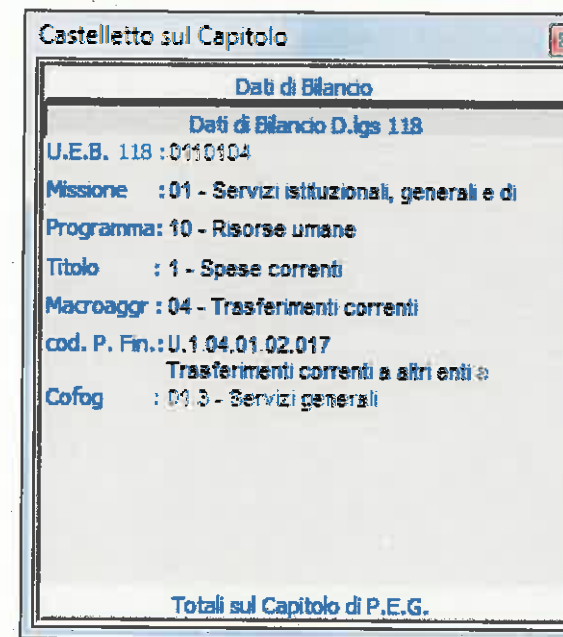 Castelletto sul Capitolo
Dati di Bilancio
Dati di Bilancio D.lgs 118
U.E.B. 118 : 0110104
Missione : 01 - Servizi istituzionali, generali e di
Programma: 10 - Risorse umane
Titolo : 1 - Spese correnti
Macroaggr : 04 - Trasferimenti correnti
cod. P. Fin.: U.1.04.01.02.017
Trasferimenti correnti a altri enti e
Cofog : 01.3 - Servizi generali
Totali sul Capitolo di P.E.G.